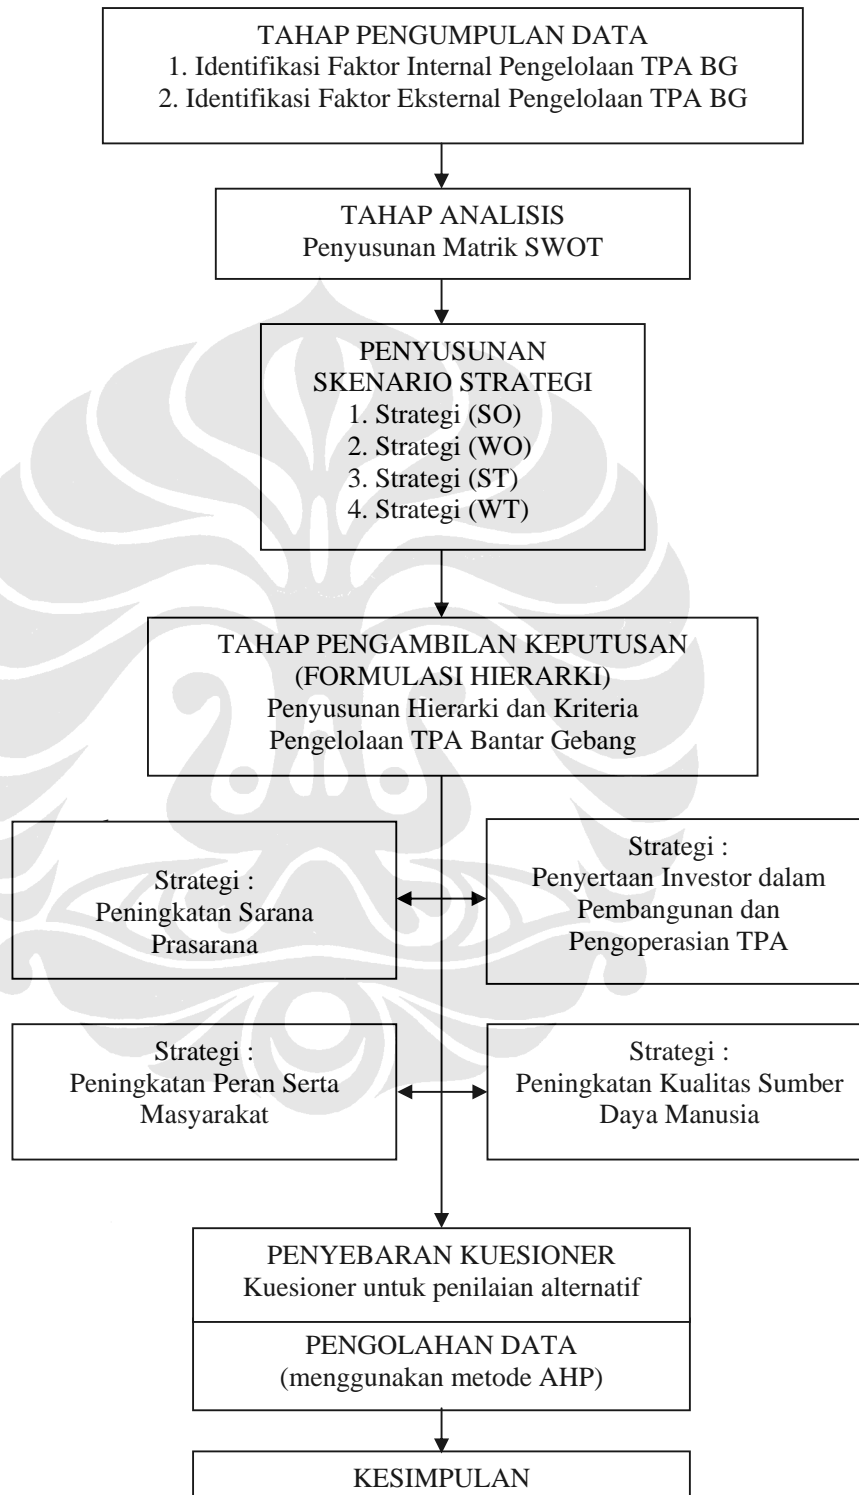 TAHAP PENGUMPULAN DATA
1. Identifikasi Faktor Internal Pengelolaan TPA BG
2. Identifikasi Faktor Eksternal Pengelolaan TPA BG
TAHAP ANALISIS
Penyusunan Matrik SWOT
PENYUSUNAN
SKENARIO STRATEGI
1. Strategi (SO)
2. Strategi (WO)
3. Strategi (ST)
4. Strategi (WT)
TAHAP PENGAMBILAN KEPUTUSAN
(FORMULASI HIERARKI)
Penyusunan Hierarki dan Kriteria
Pengelolaan TPA Bantar Gebang
Strategi :
Peningkatan Sarana
Prasarana
Strategi :
Penyertaan Investor dalam
Pembangunan dan
Pengoperasian TPA
Strategi :
Peningkatan Peran Serta
Masyarakat
Strategi :
Peningkatan Kualitas Sumber
Daya Manusia
PENYEBARAN KUESIONER
Kuesioner untuk penilaian alternatif
PENGOLAHAN DATA
(menggunakan metode AHP)
KESIMPULAN